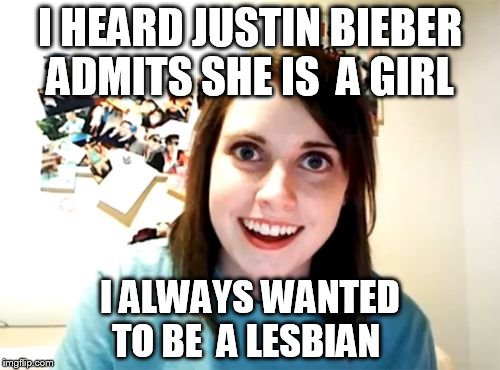 I HEARD JUSTIN BIEBER
ADMITS SHE IS A GIRL
I ALWAYS WANTED
TO BE A LESBIAN
imgflip.com